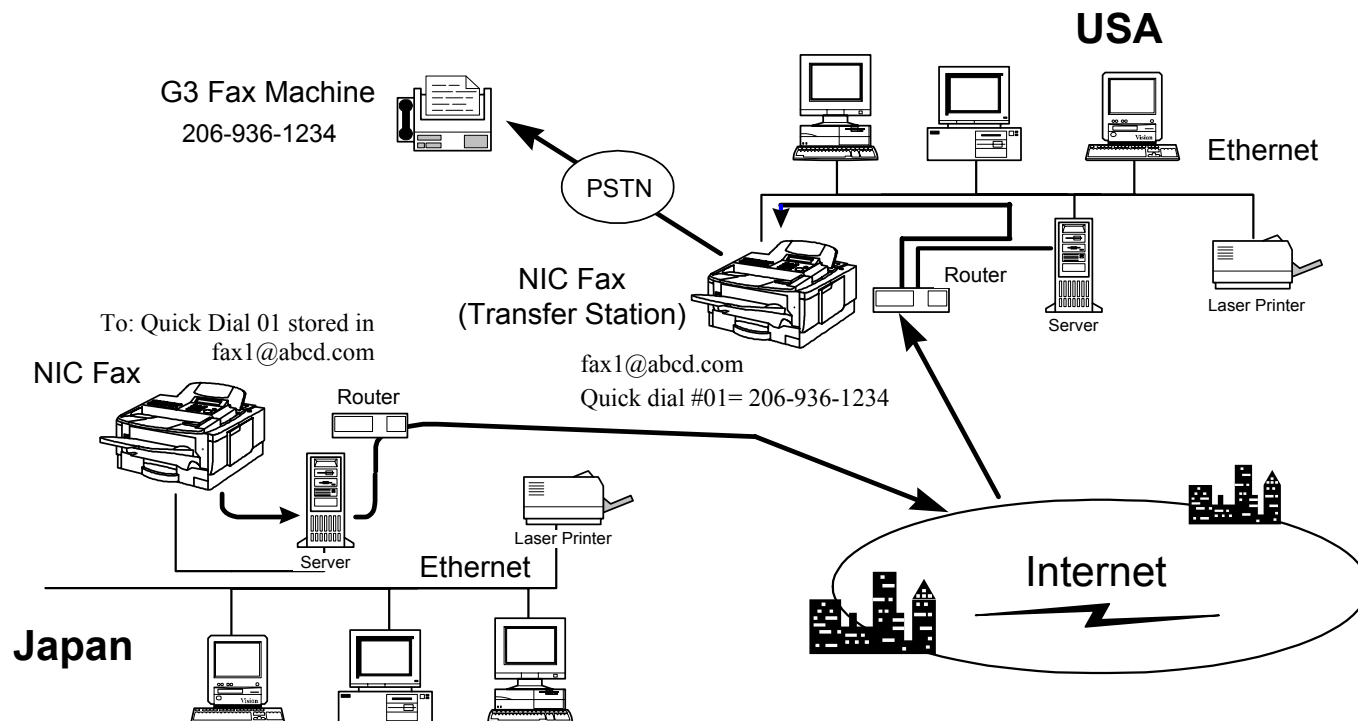 USA
G3 Fax Machine
206-936-1234
Vision
Ethernet
PSTN
NIC Fax
(Transfer Station)
Router
Server
Laser Printer
fax1@abcd.com
Quick dial #01= 206-936-1234
To: Quick Dial 01 stored in
fax1@abcd.com
NIC Fax
Router
Server
Laser Printer
Ethernet
Internet
Japan
Vision